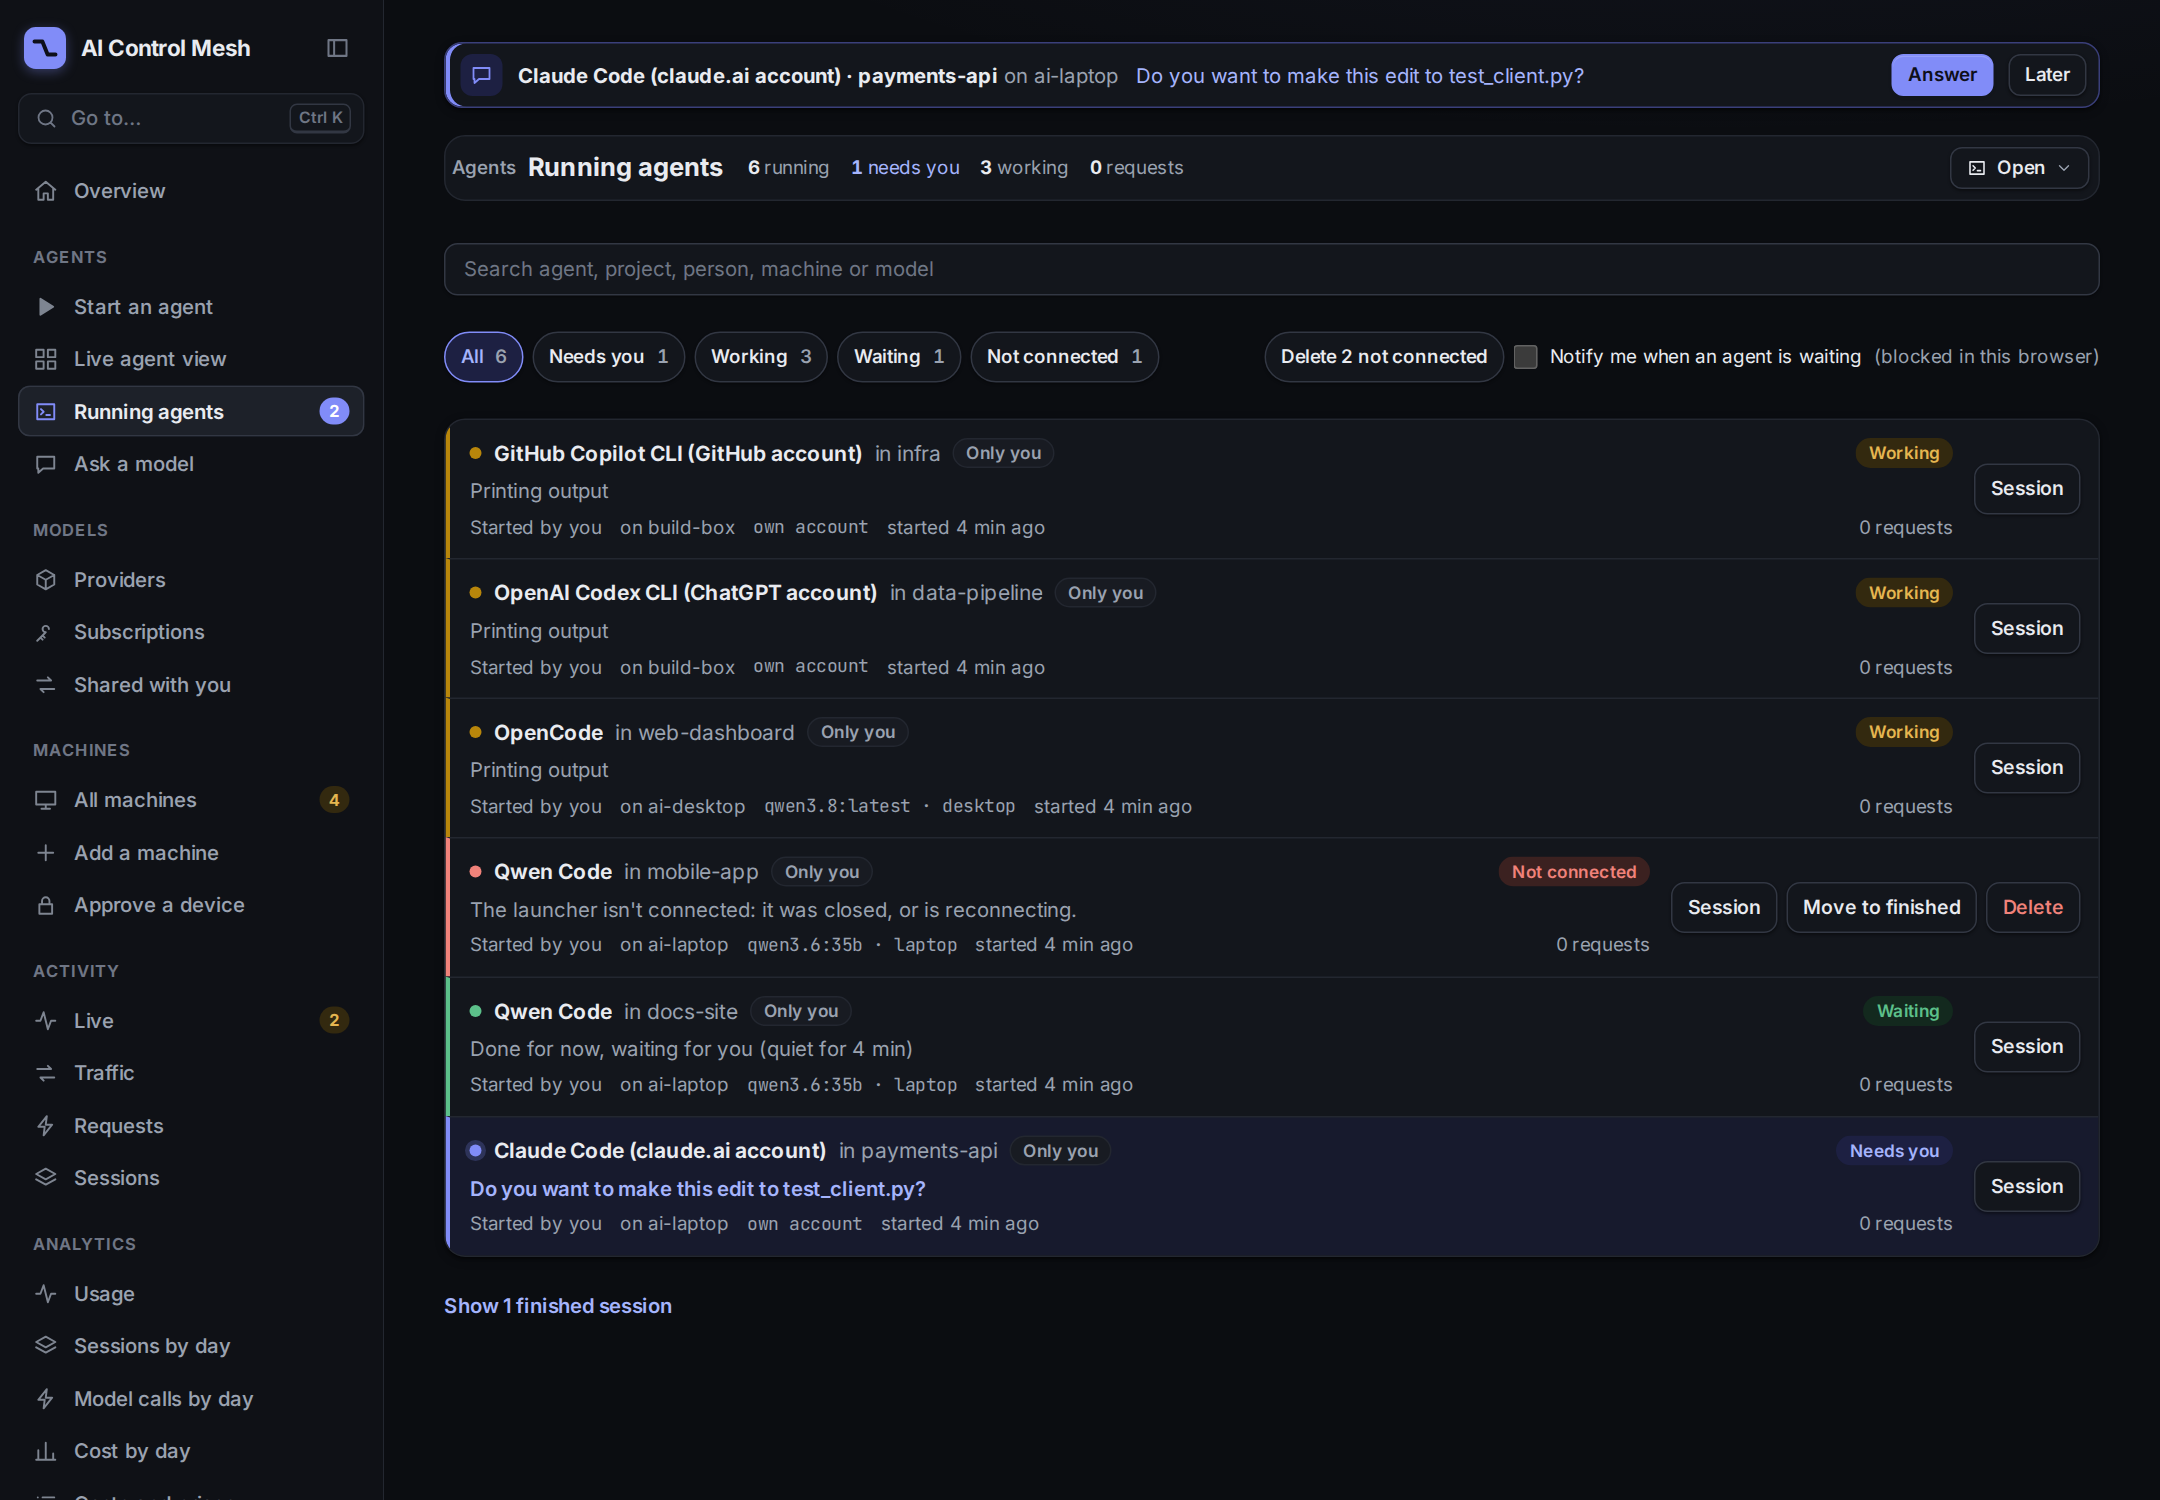 AI Control Mesh
Go to...
Ctrl K
Overview
AGENTS
Start an agent
Live agent view
Running agents 2
Ask a model
MODELS
Providers
Subscriptions
Shared with you
MACHINES
All machines 4
Add a machine
Approve a device
ACTIVITY
Live 2
Traffic
Requests
Sessions
ANALYTICS
Usage
Sessions by day
Model calls by day
Cost by day
Claude Code (claude.ai account) · payments-api on ai-laptop Do you want to make this edit to test_client.py? Answer Later
Agents Running agents 6 running 1 needs you 3 working 0 requests Open
Search agent, project, person, machine or model
All 6 Needs you 1 Working 3 Waiting 1 Not connected 1 Delete 2 not connected Notify me when an agent is waiting (blocked in this browser)
GitHub Copilot CLI (GitHub account) in infra Only you Working
Printing output Session
Started by you on build-box own account started 4 min ago 0 requests
OpenAI Codex CLI (ChatGPT account) in data-pipeline Only you Working
Printing output Session
Started by you on build-box own account started 4 min ago 0 requests
OpenCode in web-dashboard Only you Working
Printing output Session
Started by you on ai-desktop qwen3.8:latest · desktop started 4 min ago 0 requests
Qwen Code in mobile-app Only you Not connected
The launcher isn't connected: it was closed, or is reconnecting. Session Move to finished Delete
Started by you on ai-laptop qwen3.6:35b · laptop started 4 min ago 0 requests
Qwen Code in docs-site Only you Waiting
Done for now, waiting for you (quiet for 4 min) Session
Started by you on ai-laptop qwen3.6:35b · laptop started 4 min ago 0 requests
Claude Code (claude.ai account) in payments-api Only you Needs you
Do you want to make this edit to test_client.py? Session
Started by you on ai-laptop own account started 4 min ago 0 requests
Show 1 finished session